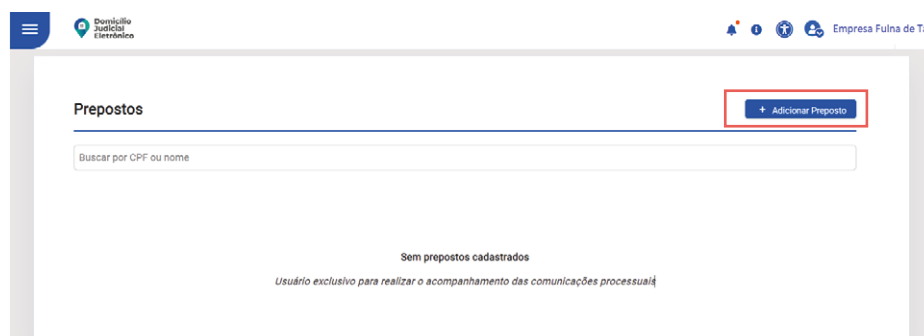 Domicílio
Judicial
Eletrônico
Empresa Fulna de
Prepostos
+ Adicionar Preposto
Buscar por CPF ou nome
Sem prepostos cadastrados
Usuário exclusivo para realizar o acompanhamento das comunicações processuais